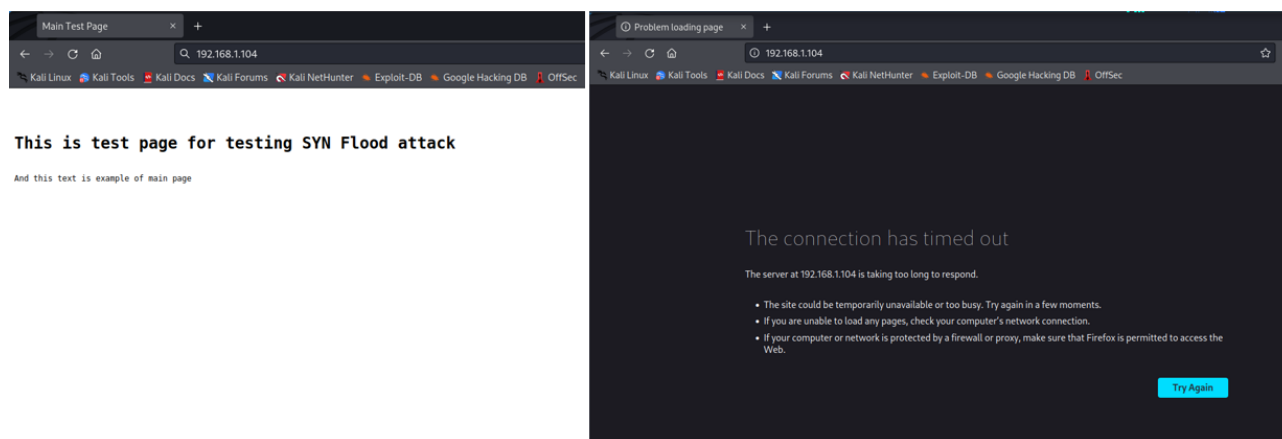 Main Test Page
192.168.1.104
Kali Linux Kali Tools Kali Docs Kali Forums Kali NetHunter Exploit-DB Google Hacking DB OffSec
This is test page for testing SYN Flood attack
And this text is example of main page
Problem loading page
192.168.1.104
Kali Linux Kali Tools Kali Docs Kali Forums Kali NetHunter Exploit-DB Google Hacking DB OffSec
The connection has timed out
The server at 192.168.1.104 is taking too long to respond.
• The site could be temporarily unavailable or too busy. Try again in a few moments.
• If you are unable to load any pages, check your computer's network connection.
• If your computer or network is protected by a firewall or proxy, make sure that Firefox is permitted to access the
Web.
Try Again